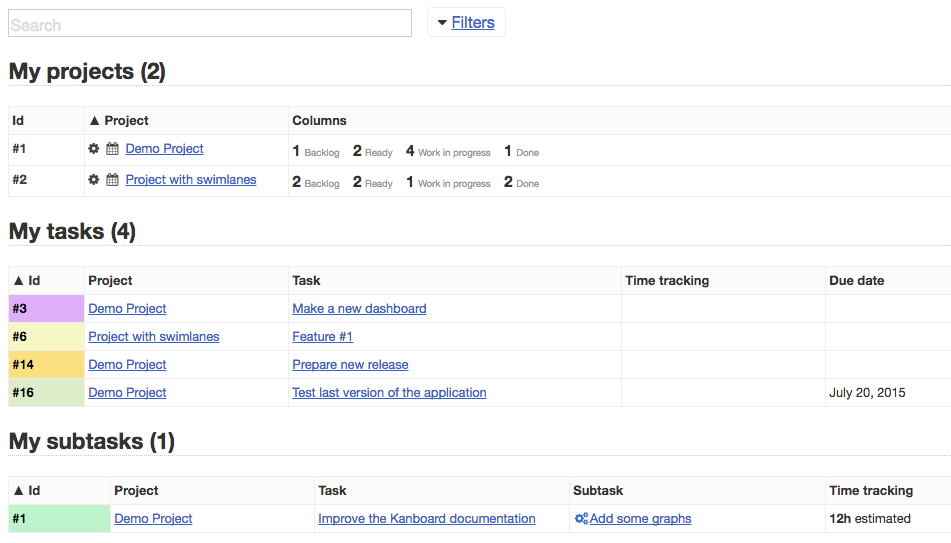 Search Filters
My projects (2)
Id ▲ Project Columns
#1 Demo Project 1 Backlog 2 Ready 4 Work in progress 1 Done
#2 Project with swimlanes 2 Backlog 2 Ready 1 Work in progress 2 Done
My tasks (4)
▲ Id Project Task Time tracking Due date
#3 Demo Project Make a new dashboard
#6 Project with swimlanes Feature #1
#14 Demo Project Prepare new release
#16 Demo Project Test last version of the application July 20, 2015
My subtasks (1)
▲ Id Project Task Subtask Time tracking
#1 Demo Project Improve the Kanboard documentation Add some graphs 12h estimated